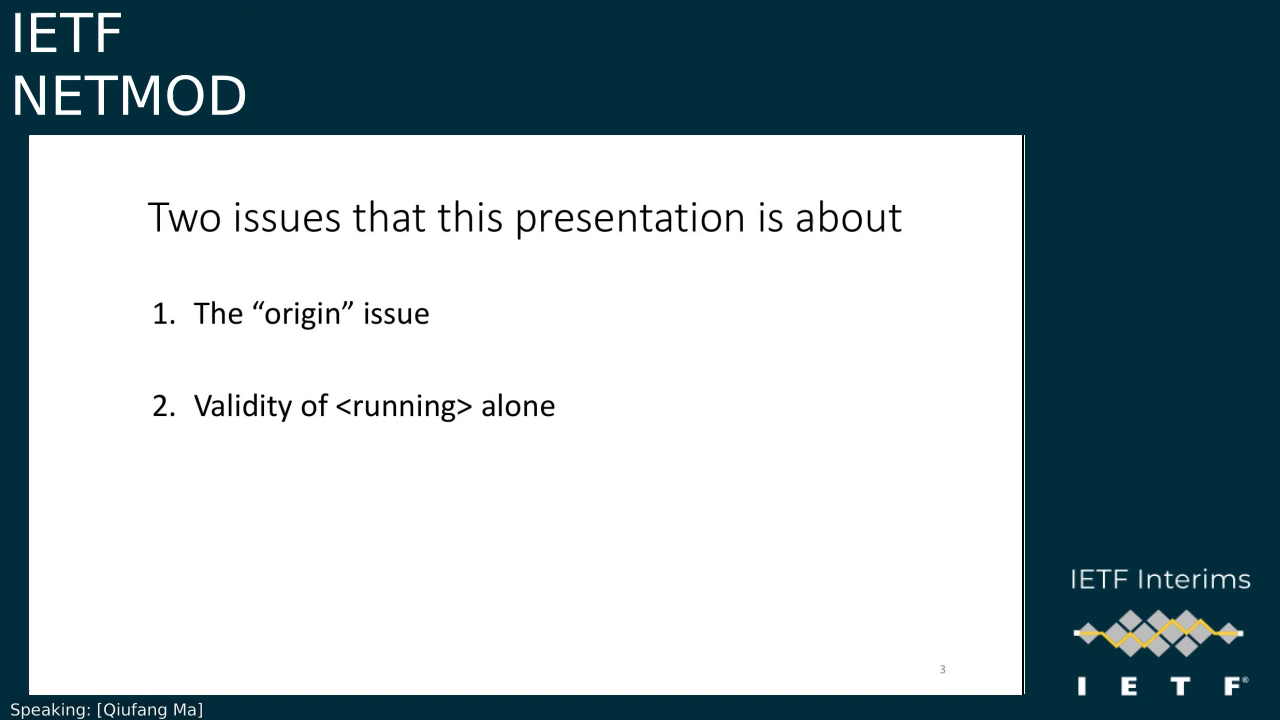 IETF
NETMOD
Two issues that this presentation is about
1. The “origin” issue
2. Validity of <running> alone
3
IETF Interims
I E T F®
Speaking: [Qiufang Ma]